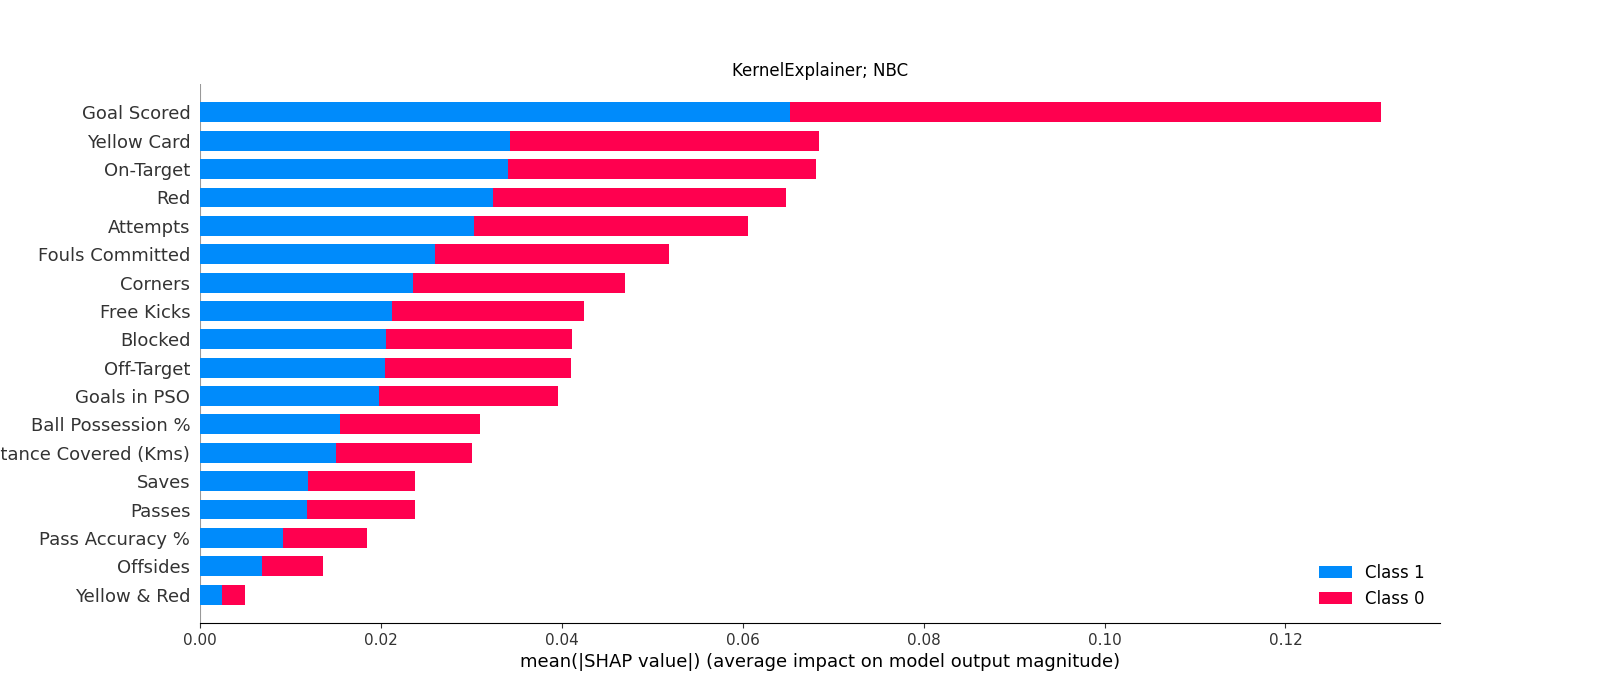 KernelExplainer; NBC
Goal Scored
Yellow Card
On-Target
Red
Attempts
Fouls Committed
Corners
Free Kicks
Blocked
Off-Target
Goals in PSO
Ball Possession %
tance Covered (Kms)
Saves
Passes
Pass Accuracy %
Offsides
Yellow & Red
Class 1
Class 0
0.00 0.02 0.04 0.06 0.08 0.10 0.12
mean(|SHAP value|) (average impact on model output magnitude)